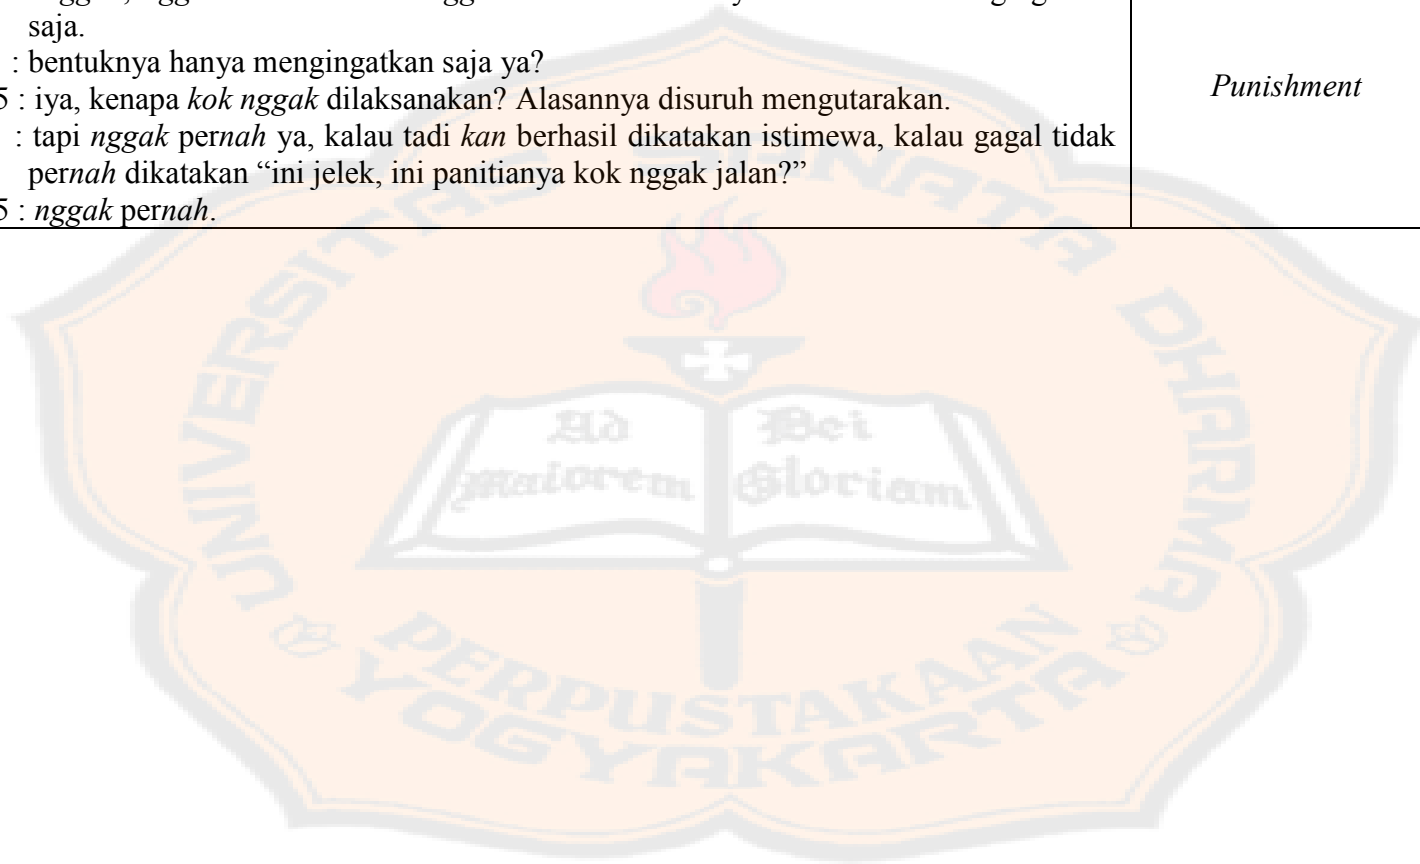 saja.
: bentuknya hanya mengingatkan saja ya?
5 : iya, kenapa kok nggak dilaksanakan? Alasannya disuruh mengutarakan.
Punishment
: tapi nggak pernah ya, kalau tadi kan berhasil dikatakan istimewa, kalau gagal tidak
pernah dikatakan “ini jelek, ini panitianya kok nggak jalan?”
5 : nggak pernah.
UNIVERSITAS SANATA DHARMA
Ad Maiorem
Dei Gloriam
PERPUSTAKAAN
YOGYAKARTA